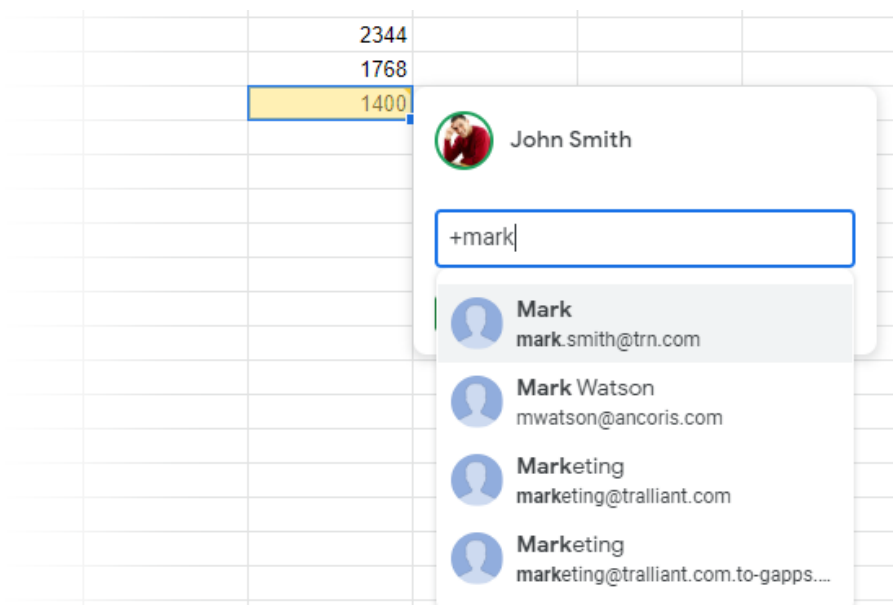 2344
1768
1400
John Smith
+mark
Mark
mark.smith@trn.com
Mark Watson
mwatson@ancoris.com
Marketing
marketing@tralliant.com
Marketing
marketing@tralliant.com.to-gapps....